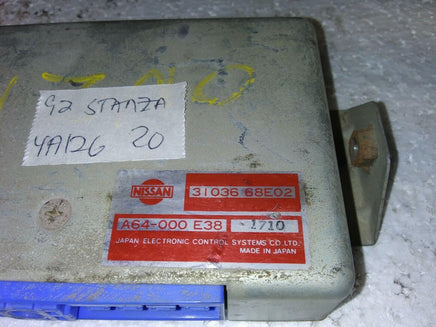 92 STANZA
YA126 20
NISSAN
31036 68E02
A64-000 E38 1710
JAPAN ELECTRONIC CONTROL SYSTEMS CO.LTD.
MADE IN JAPAN